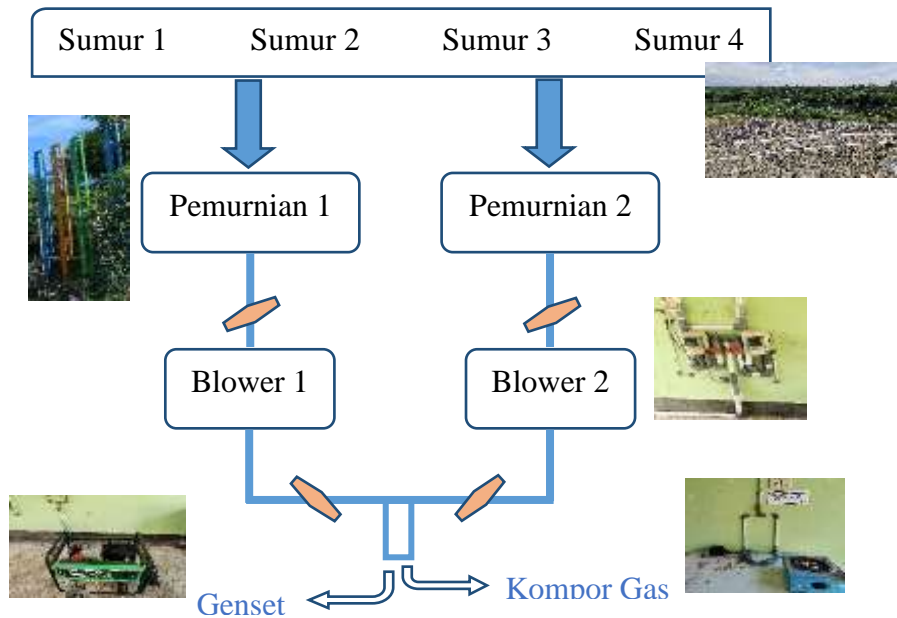 Sumur 1 Sumur 2 Sumur 3 Sumur 4
Pemurnian 1 Pemurnian 2
Blower 1 Blower 2
Genset Kompor Gas